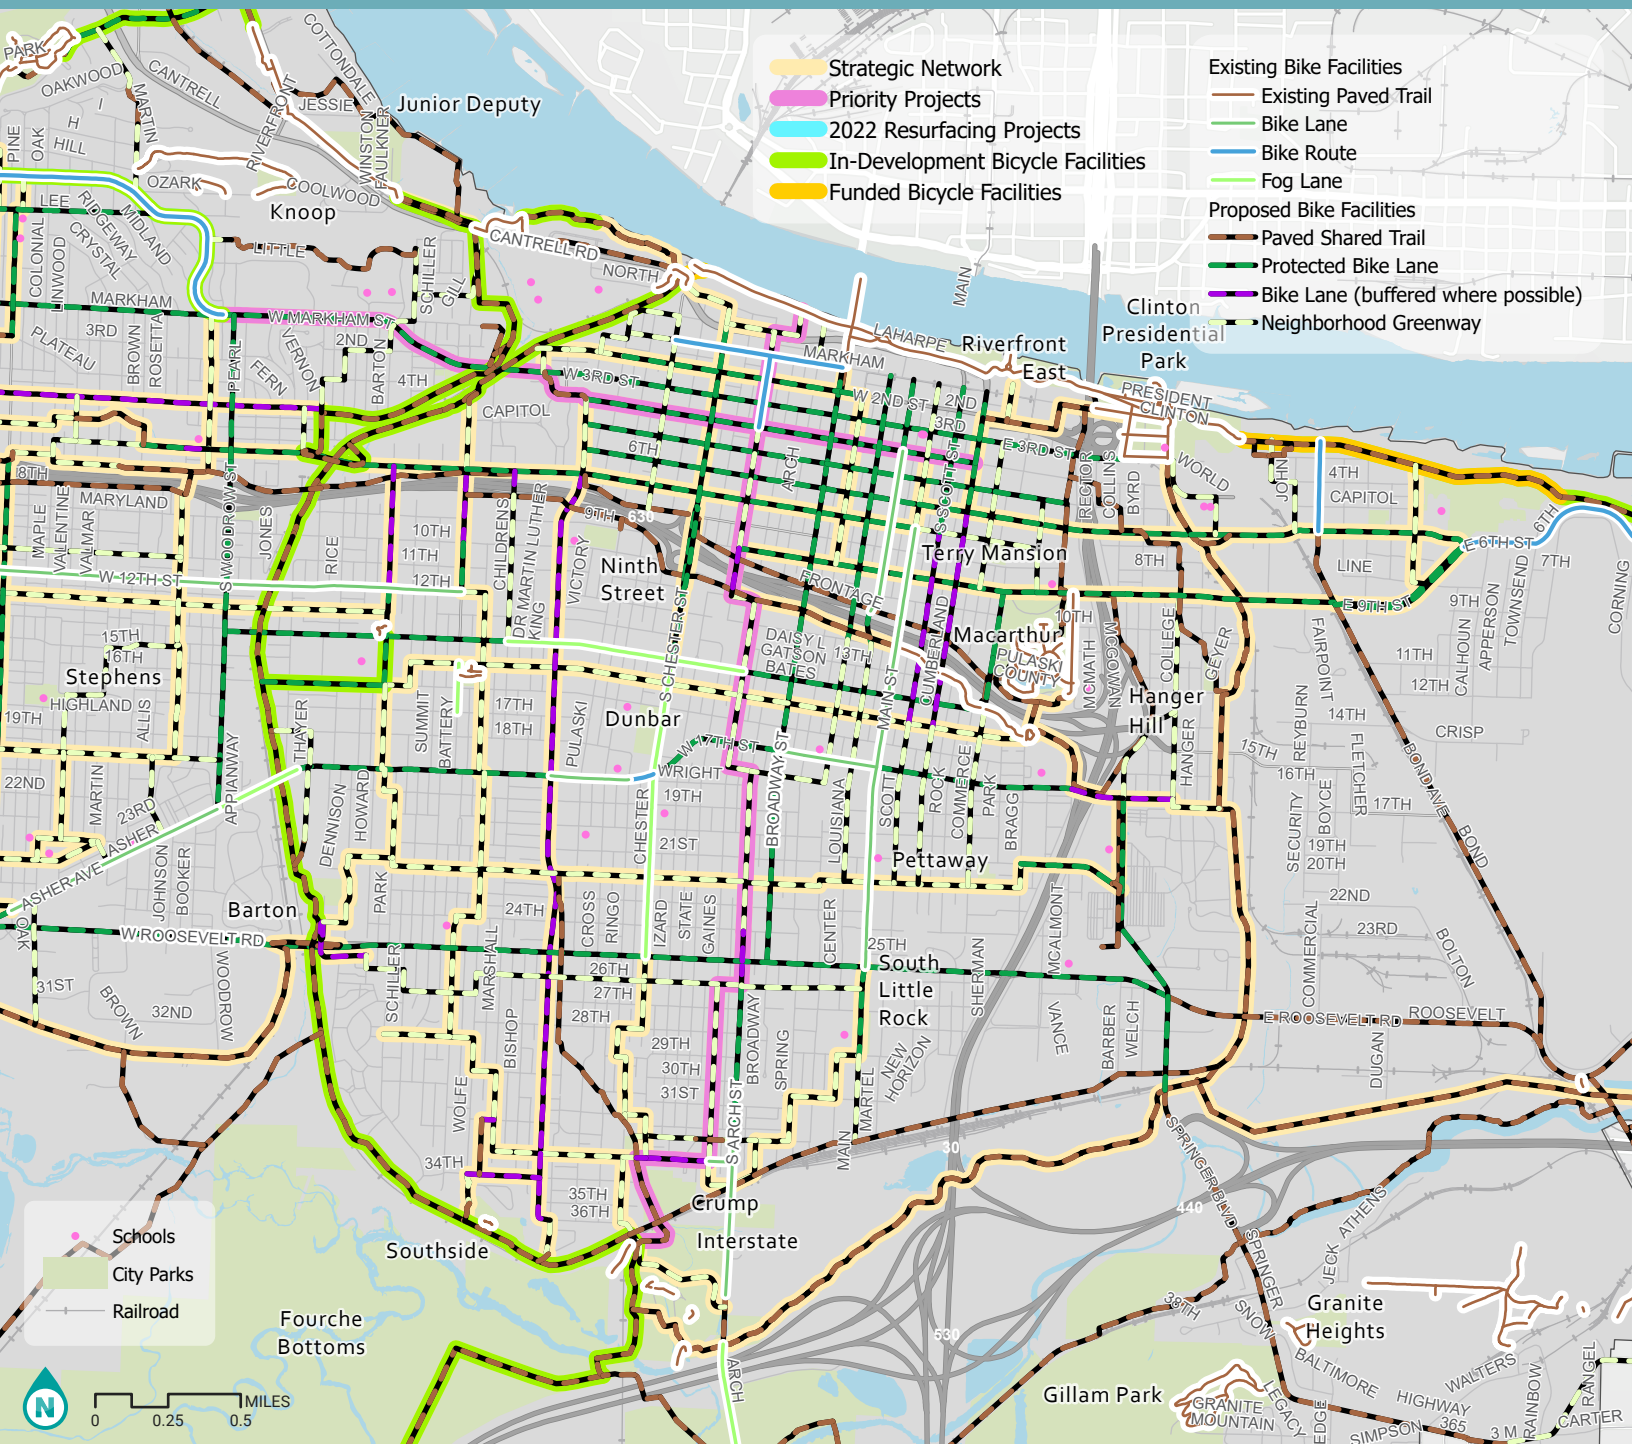 Strategic Network
Priority Projects
2022 Resurfacing Projects
In-Development Bicycle Facilities
Funded Bicycle Facilities
Existing Bike Facilities
Existing Paved Trail
Bike Lane
Bike Route
Fog Lane
Proposed Bike Facilities
Paved Shared Trail
Protected Bike Lane
Bike Lane (buffered where possible)
Neighborhood Greenway
PARK
OAKWOOD
CANTRELL
COTTONDALE
JESSIE
Junior Deputy
I
H
HILL
PINE
OAK
MARTIN
RIVERFRONT
WINSTON
FAULKNER
OZARK
COOLWOOD
Knoop
LEE
RIDGEWAY
MIDLAND
CRYSTAL
COLONIAL
LINWOOD
LITTLE
SCHILLER
GILL
CANTRELL RD
NORTH
MAIN
LAHARPE
MARKHAM
Riverfront
East
Clinton
Presidential
Park
PRESIDENT
CLINTON
MARKHAM
3RD
PLATEAU
BROWN
ROSETTA
PEARL
W MARKHAM ST
2ND
VERNON
FERN
BARTON
4TH
CAPITOL
W 3RD ST
W 2ND ST
2ND
3RD
E 3RD ST
6TH
ARCH
S SCOTT ST
RECTOR
COLLINS
BYRD
WORLD
JOHN
4TH
CAPITOL
8TH
MARYLAND
MAPLE
VALENTINE
VALMAR
S WOODROW ST
JONES
RICE
10TH
11TH
12TH
W 12TH ST
CHILDRENS
DR MARTIN LUTHER
KING
VICTORY
9TH
630
Ninth
Street
FRONTAGE
Terry Mansion
8TH
LINE
E 6TH ST
6TH
7TH
E 9TH ST
9TH
CORNING
TOWNSEND
APPERSON
CALHOUN
FAIRPOINT
10TH
Macarthur
PULASKI
COUNTY
CUMBERLAND
DAISY L
GATSON
BATES
13TH
S CHESTER ST
MAIN ST
MCMATH
MCGOWAN
COLLEGE
GEYER
Hanger
Hill
HANGER
11TH
12TH
14TH
15TH
16TH
17TH
CRISP
REYBURN
FLETCHER
BOYCE
SECURITY
19TH
20TH
22ND
23RD
BOND AVE
BOND
BOLTON
COMMERCIAL
15TH
16TH
Stephens
HIGHLAND
19TH
ALLIS
THAYER
SUMMIT
BATTERY
17TH
18TH
PULASKI
Dunbar
W 17TH ST
WRIGHT
19TH
21ST
CHESTER
BROADWAY ST
LOUISIANA
SCOTT
ROCK
COMMERCE
PARK
BRAGG
Pettaway
22ND
MARTIN
23RD
APPIANWAY
ASHER
ASHER AVE
DENNISON
HOWARD
JOHNSON
BOOKER
OAK
Barton
PARK
24TH
CROSS
RINGO
IZARD
STATE
GAINES
CENTER
25TH
South
Little
Rock
SHERMAN
MCALMONT
W ROOSEVELT RD
WOODROW
31ST
BROWN
32ND
SCHILLER
MARSHALL
26TH
27TH
28TH
BISHOP
29TH
30TH
31ST
BROADWAY
SPRING
NEW
HORIZON
VANCE
BARBER
WELCH
E ROOSEVELT RD
ROOSEVELT
DUGAN
WOLFE
S ARCH ST
MAIN
MARTEL
34TH
35TH
36TH
Crump
Interstate
30
440
530
SPRINGER BLVD
SPRINGER
JECK
ATHENS
38TH
SNOW
Granite
Heights
BALTIMORE
HIGHWAY
365
WALTERS
RAINBOW
RANGEL
CARTER
3 M
SIMPSON
EDGE
LEGACY
Gillam Park
GRANITE
MOUNTAIN
ARCH
Southside
Fourche
Bottoms
Schools
City Parks
Railroad
N
0
0.25
0.5
MILES